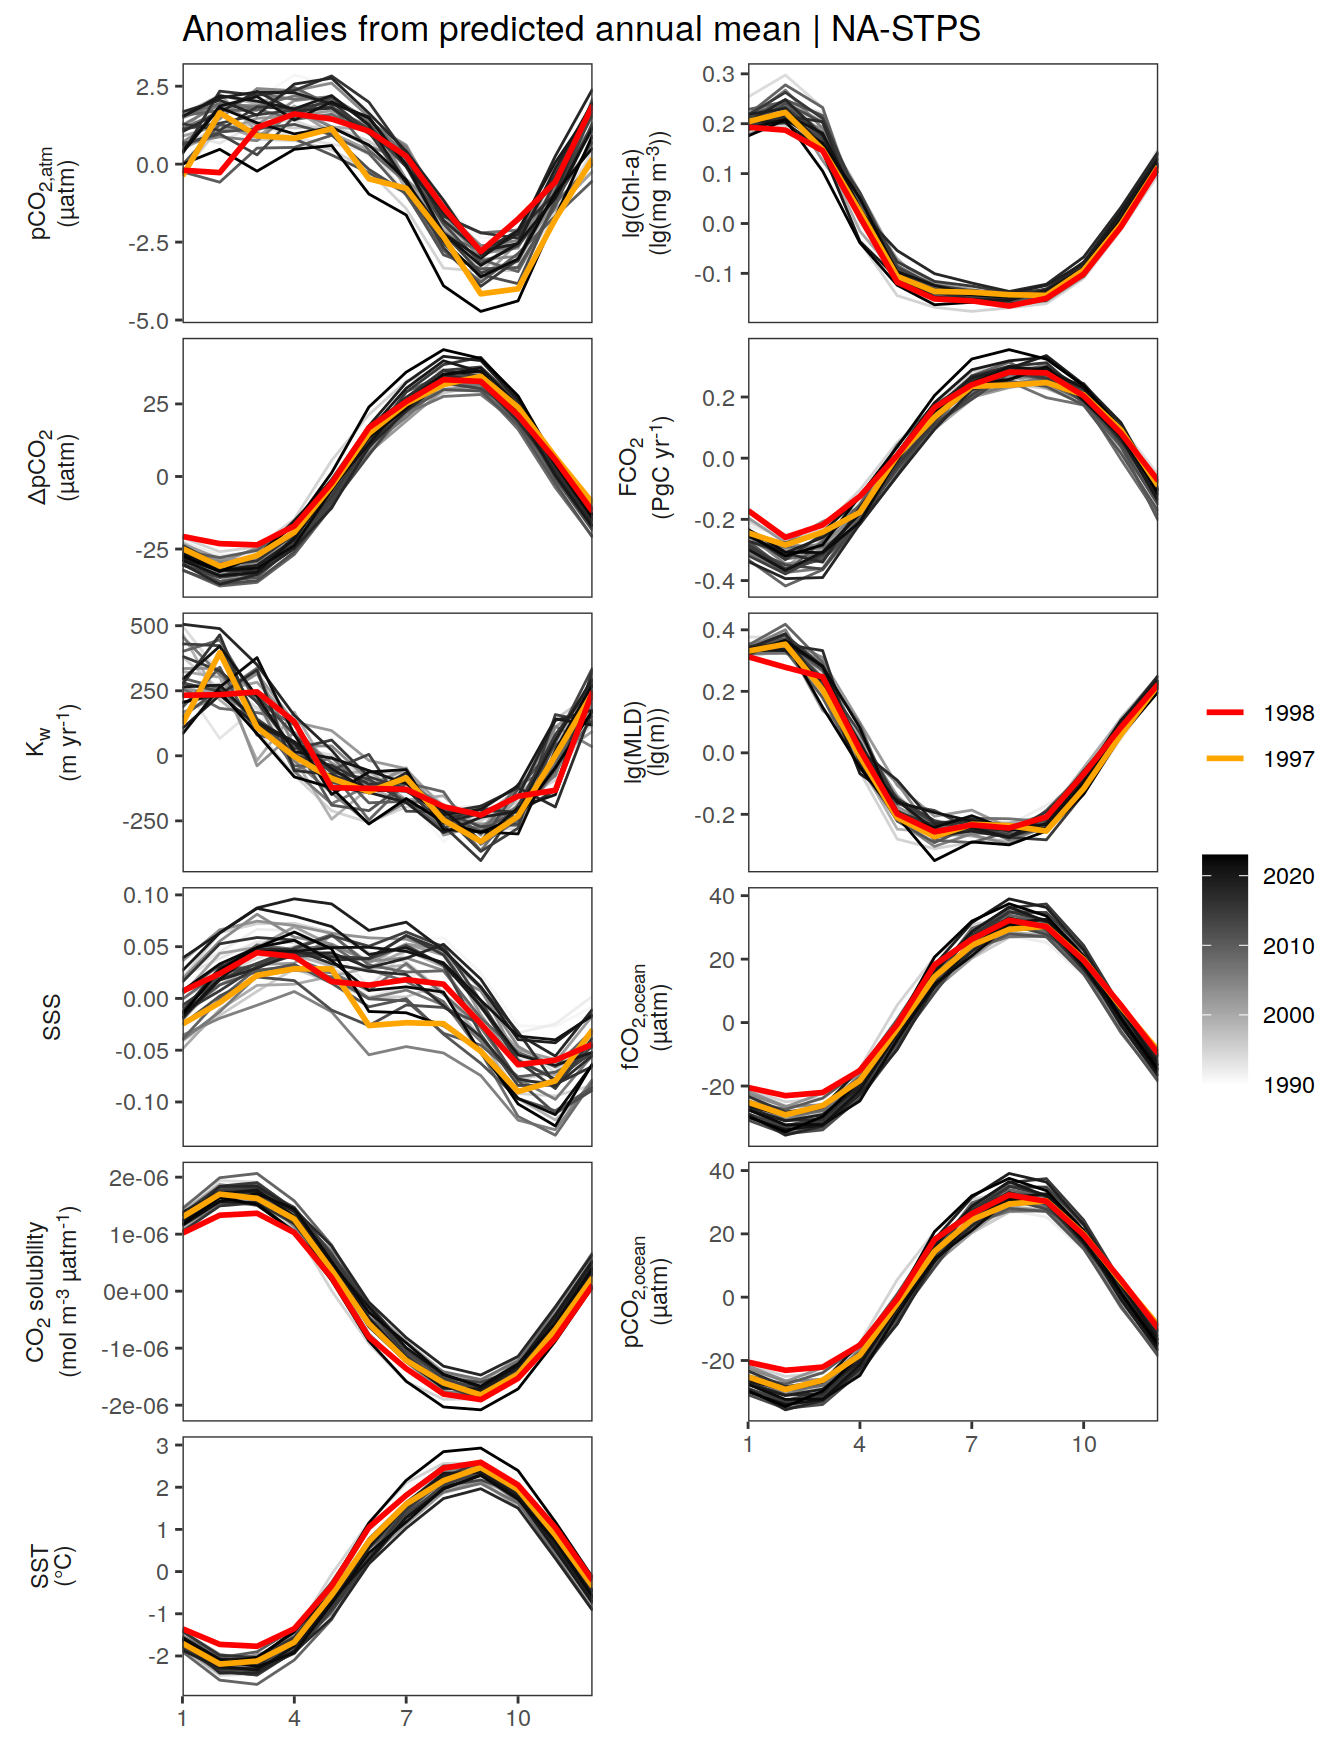 Anomalies from predicted annual mean | NA-STPS
pCO2,atm
(µatm)
2.5
0.0
-2.5
-5.0
lg(Chl-a)
(lg(mg m-3))
0.3
0.2
0.1
0.0
-0.1
ΔpCO2
(µatm)
25
0
-25
FCO2
(PgC yr-1)
0.2
0.0
-0.2
-0.4
Kw
(m yr-1)
500
250
0
-250
lg(MLD)
(lg(m))
0.4
0.2
0.0
-0.2
SSS
0.10
0.05
0.00
-0.05
-0.10
fCO2,ocean
(µatm)
40
20
0
-20
CO2 solubility
(mol m-3 µatm-1)
2e-06
1e-06
0e+00
-1e-06
-2e-06
pCO2,ocean
(µatm)
40
20
0
-20
1 4 7 10
SST
(°C)
3
2
1
0
-1
-2
1 4 7 10
1998
1997
2020
2010
2000
1990